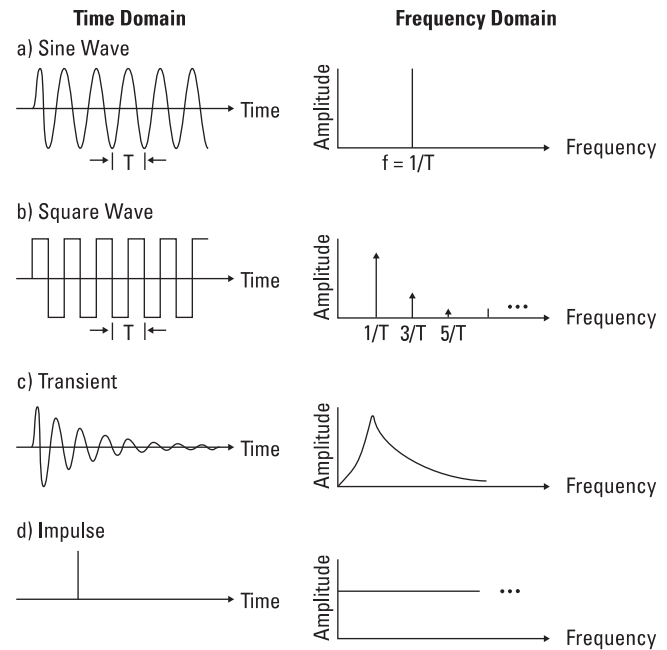 Time Domain Frequency Domain
a) Sine Wave
Time
T
Amplitude
Frequency
f = 1/T
b) Square Wave
Time
T
Amplitude
Frequency
1/T 3/T 5/T
c) Transient
Time
Amplitude
Frequency
d) Impulse
Time
Amplitude
Frequency